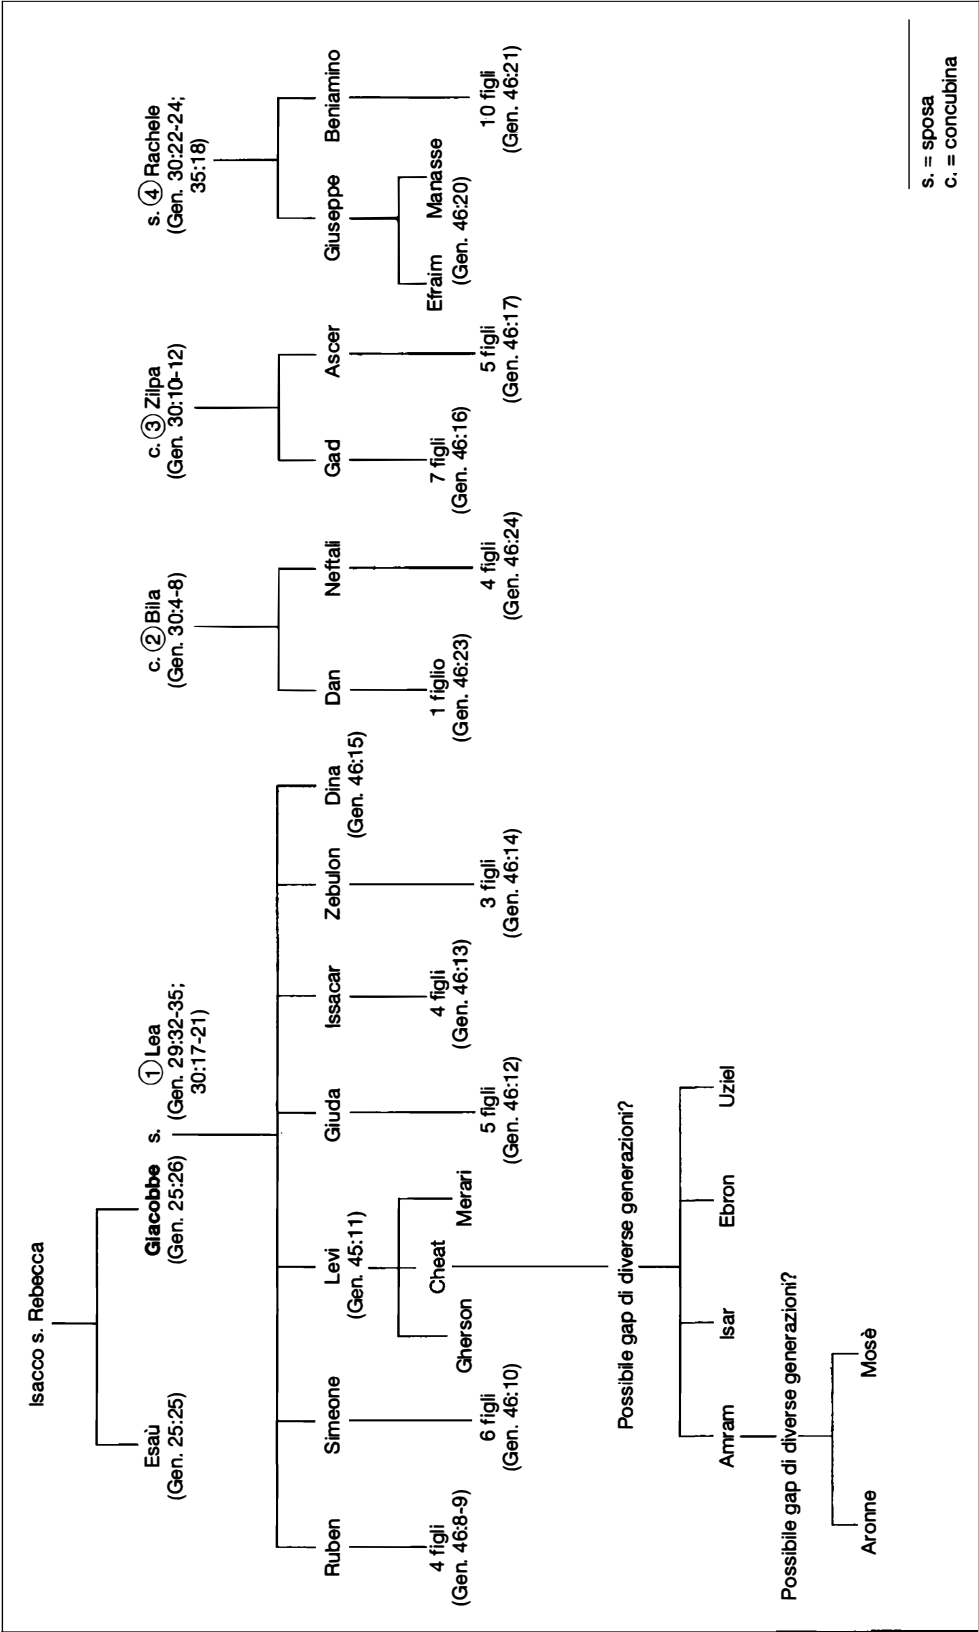 Isacco s. Rebecca
Esaù
(Gen. 25:25)
Giacobbe
(Gen. 25:26)
s.
1 Lea
(Gen. 29:32-35;
30:17-21)
c. 2 Bila
(Gen. 30:4-8)
c. 3 Zilpa
(Gen. 30:10-12)
s. 4 Rachele
(Gen. 30:22-24;
35:18)
Ruben
4 figli
(Gen. 46:8-9)
Simeone
6 figli
(Gen. 46:10)
Levi
(Gen. 45:11)
Gherson
Cheat
Merari
Giuda
5 figli
(Gen. 46:12)
Issacar
4 figli
(Gen. 46:13)
Zebulon
3 figli
(Gen. 46:14)
Dina
(Gen. 46:15)
Dan
1 figlio
(Gen. 46:23)
Neftali
4 figli
(Gen. 46:24)
Gad
7 figli
(Gen. 46:16)
Ascer
5 figli
(Gen. 46:17)
Giuseppe
Efraim Manasse
(Gen. 46:20)
Beniamino
10 figli
(Gen. 46:21)
Possibile gap di diverse generazioni?
Amram
Isar
Ebron
Uziel
Possibile gap di diverse generazioni?
Aronne
Mosè
s. = sposa
c. = concubina